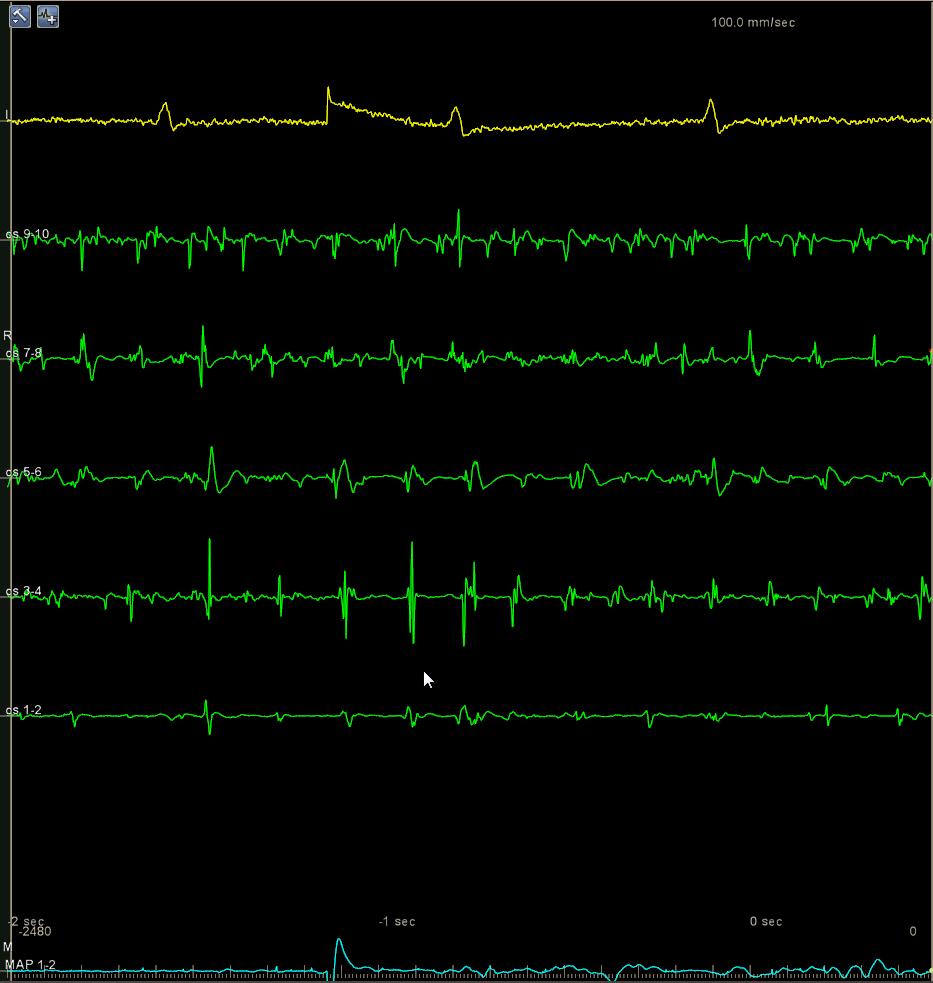 100.0 mm/sec
I
cs 9-10
R
cs 7-8
cs 5-6
cs 3-4
cs 1-2
-2 sec
-1 sec
0 sec
-2480
0
M
MAP 1-2